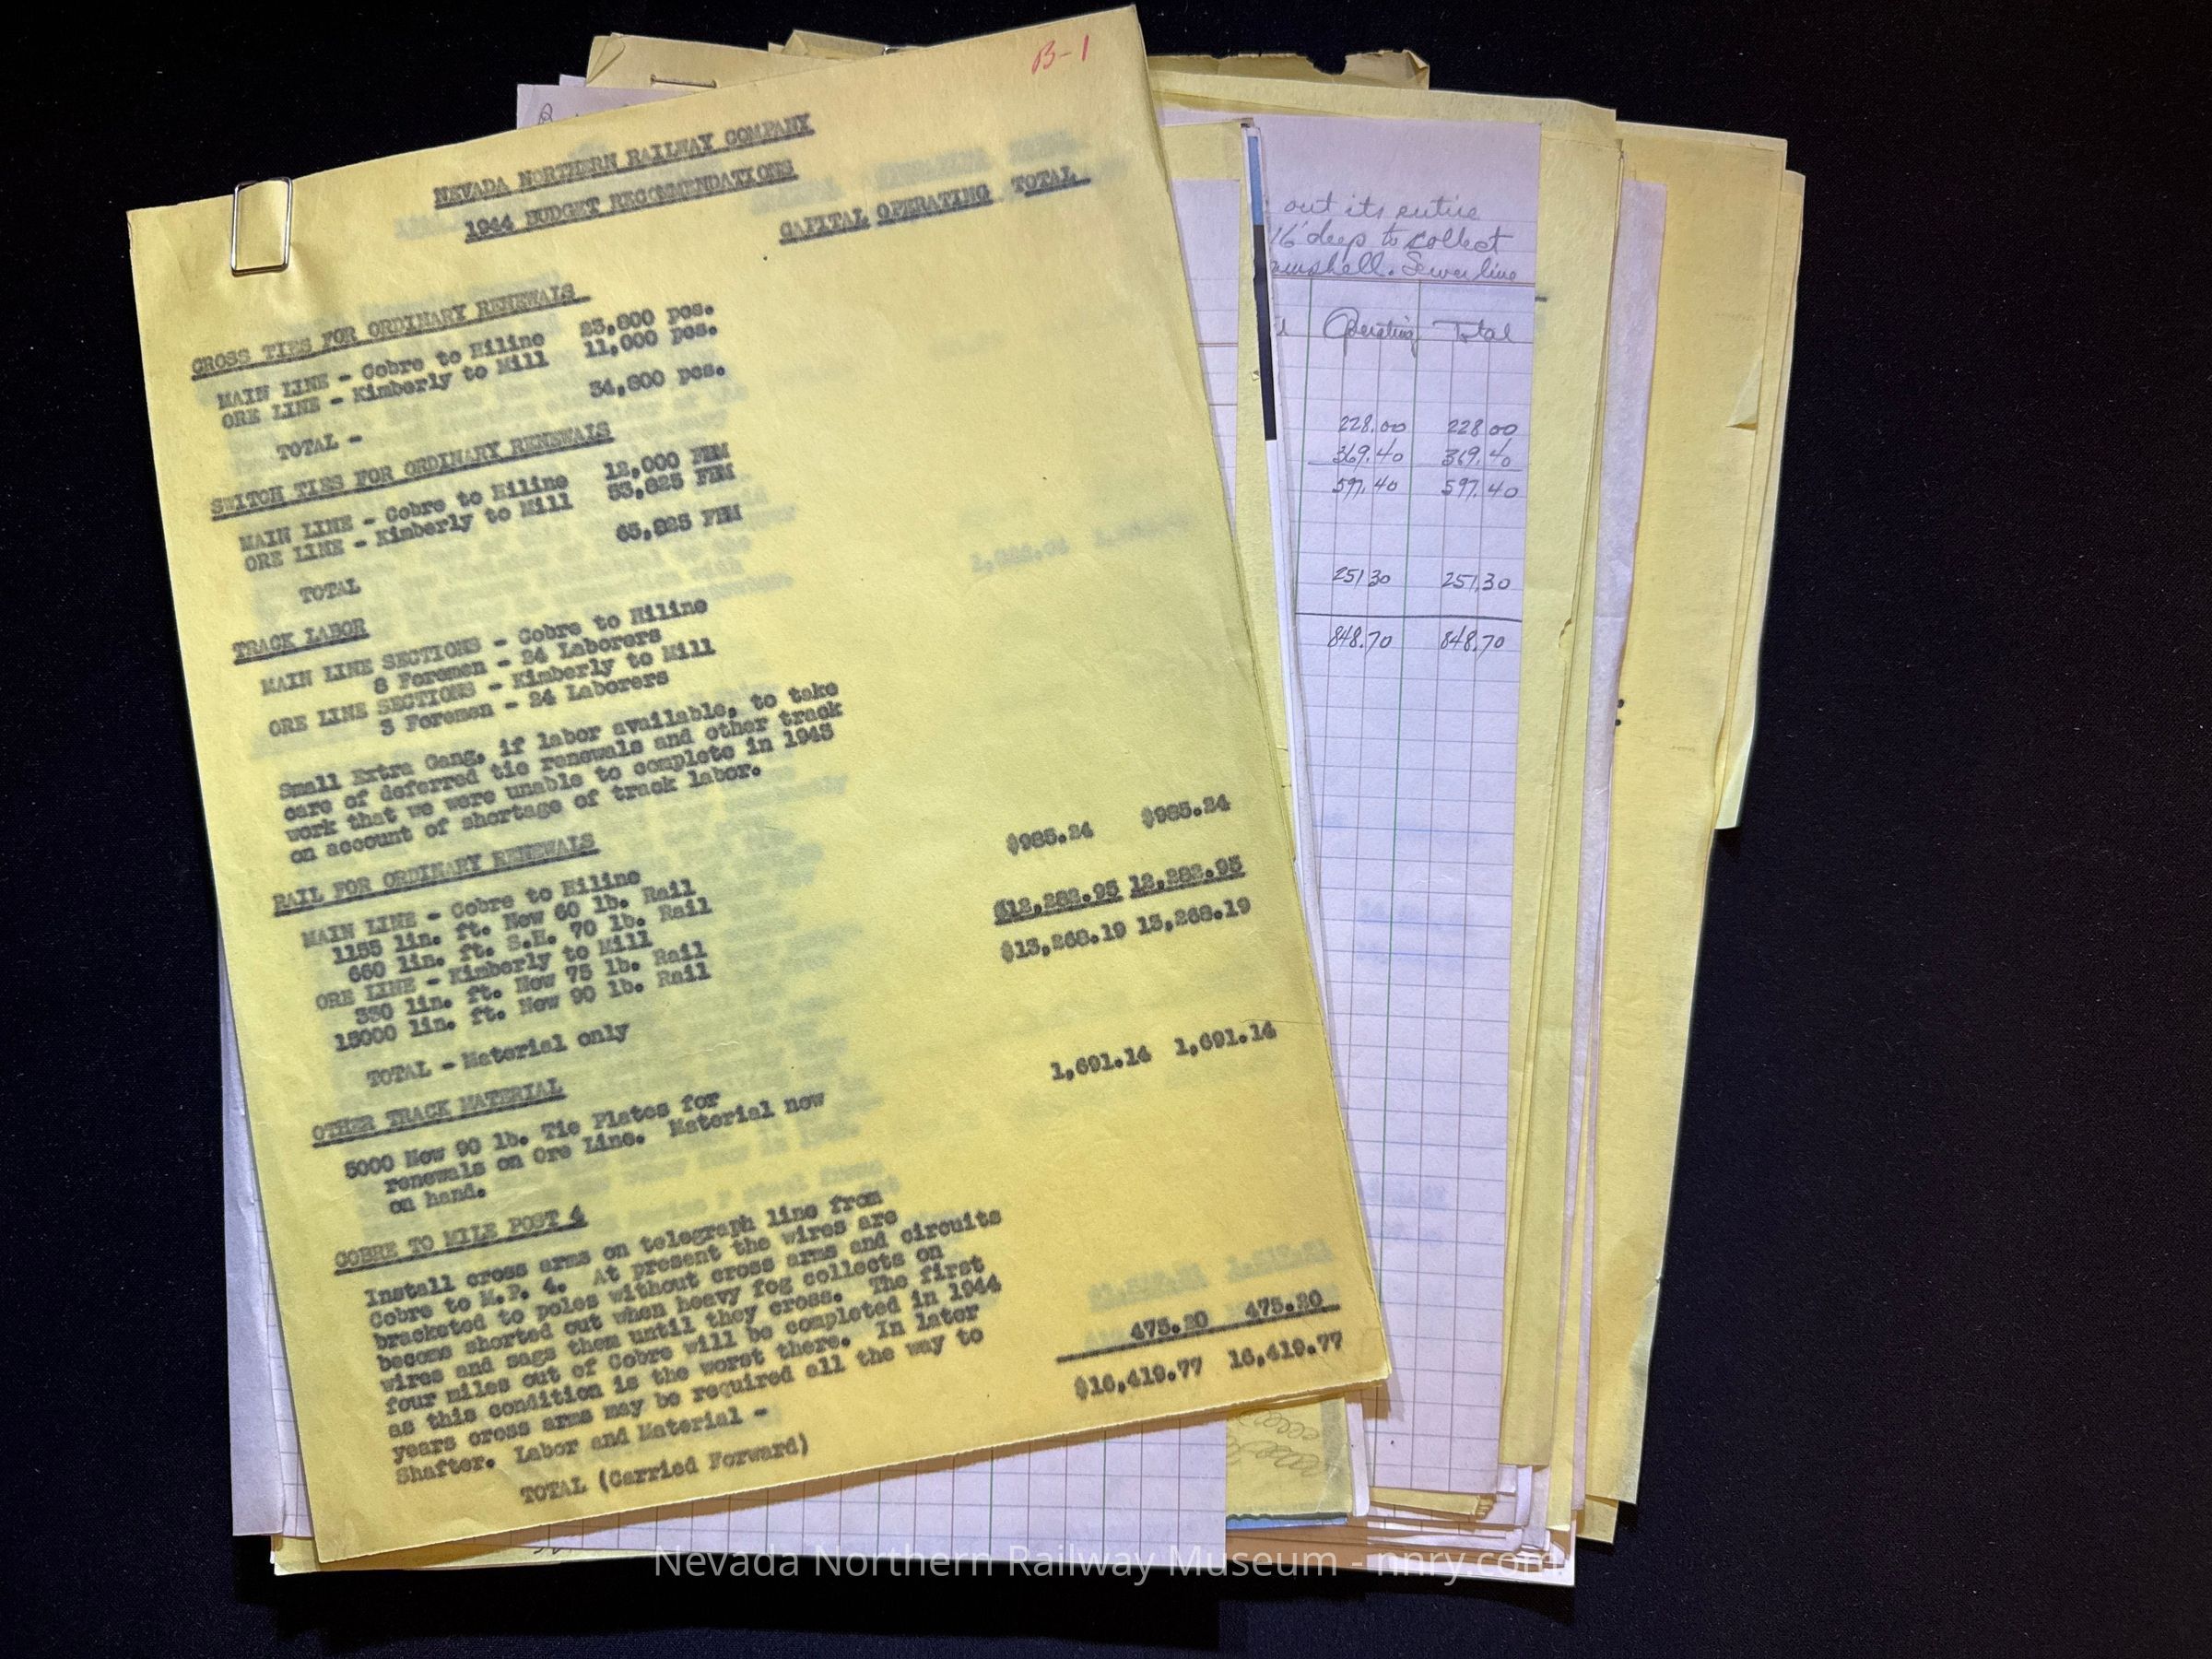 B-1
NEVADA NORTHERN RAILWAY COMPANY
1944 BUDGET RECOMMENDATIONS
CAPITAL OPERATING TOTAL
CROSS TIES FOR ORDINARY RENEWALS
MAIN LINE - Cobre to Hiline 23,800 pcs.
ORE LINE - Kimberly to Mill 11,000 pcs.
TOTAL - 34,800 pcs.
SWITCH TIES FOR ORDINARY RENEWALS
MAIN LINE - Cobre to Hiline 12,000 FBM
ORE LINE - Kimberly to Mill 53,825 FBM
TOTAL 65,825 FBM
TRACK LABOR
MAIN LINE SECTIONS - Cobre to Hiline
8 Foremen - 24 Laborers
ORE LINE SECTIONS - Kimberly to Mill
3 Foremen - 24 Laborers
Small Extra Gang, if labor available, to take
care of deferred tie renewals and other track
work that we were unable to complete in 1943
on account of shortage of track labor.
RAIL FOR ORDINARY RENEWALS
MAIN LINE - Cobre to Hiline
1155 lin. ft. New 60 lb. Rail
660 lin. ft. S.H. 70 lb. Rail $985.24 $985.24
ORE LINE - Kimberly to Mill
330 lin. ft. New 75 lb. Rail
15000 lin. ft. New 90 lb. Rail $12,282.95 12,282.95
TOTAL - Material only $13,268.19 13,268.19
OTHER TRACK MATERIAL
5000 New 90 lb. Tie Plates for
renewals on Ore Line. Material now
on hand. 1,691.14 1,691.14
COBRE TO MILE POST 4
Install cross arms on telegraph line from
Cobre to M.P. 4. At present the wires are
bracketed to poles without cross arms and circuits
become shorted out when heavy fog collects on
wires and sags them until they cross. The first
four miles out of Cobre will be completed in 1944
as this condition is the worst there. In later
years cross arms may be required all the way to
Shafter. Labor and Material - 475.20 475.20
TOTAL (Carried Forward) $16,419.77 16,419.77
out its entire
16' deep to collect
Sewer line
Operating Total
228.00 228 00
369.40 369.40
597.40 597.40
251 30 251.30
848.70 848.70
Nevada Northern Railway Museum - nnry.com